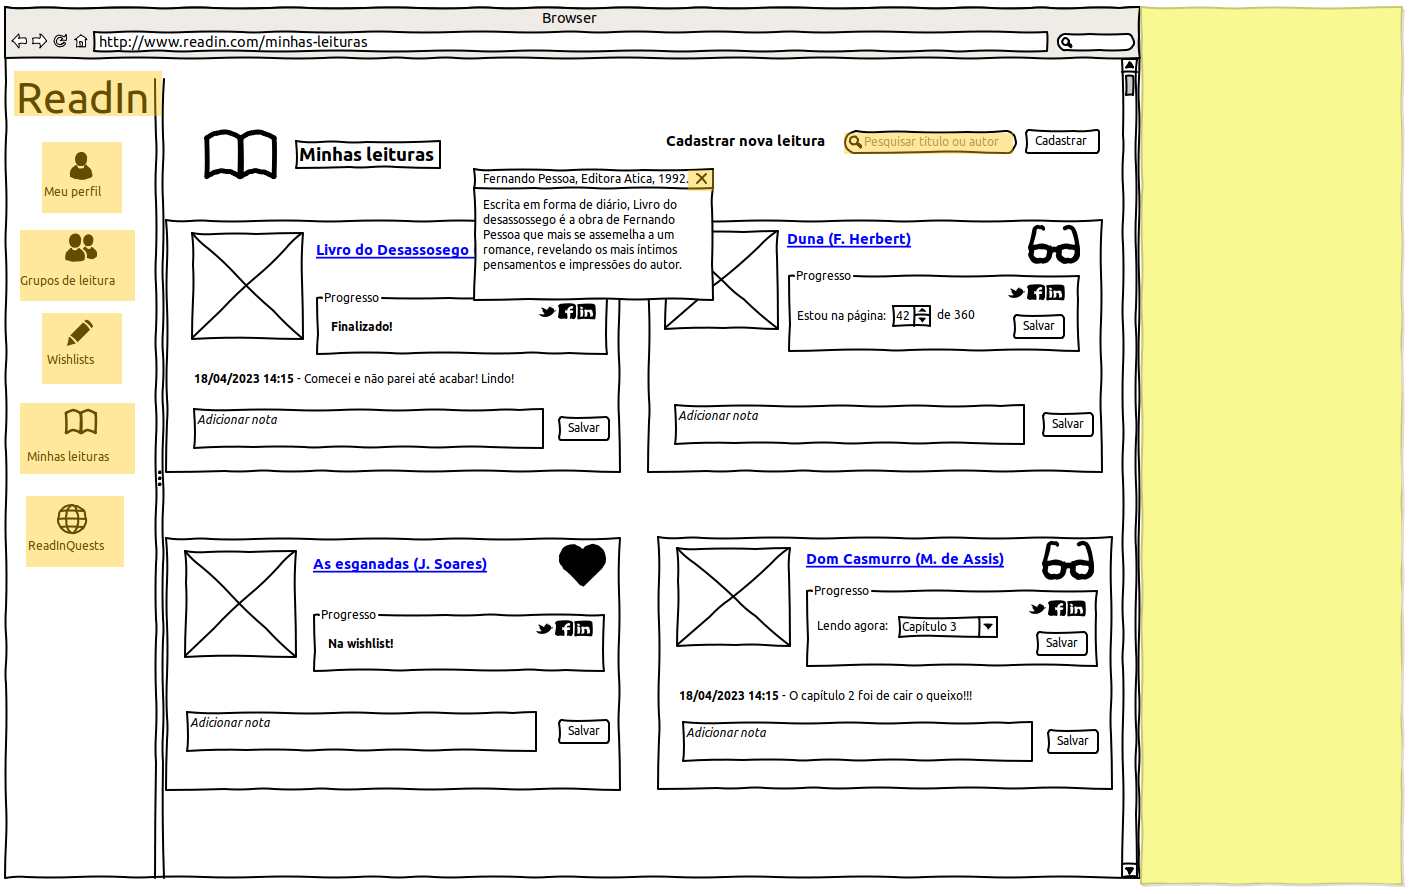 Browser
http://www.readin.com/minhas-leituras
ReadIn
Meu perfil
Grupos de leitura
Wishlists
Minhas leituras
ReadInQuests
Minhas leituras
Cadastrar nova leitura
Pesquisar título ou autor
Cadastrar
Fernando Pessoa, Editora Atica, 1992.
Escrita em forma de diário, Livro do
desassossego é a obra de Fernando
Pessoa que mais se assemelha a um
romance, revelando os mais íntimos
pensamentos e impressões do autor.
Livro do Desassosego
Progresso
Finalizado!
18/04/2023 14:15 - Comecei e não parei até acabar! Lindo!
Adicionar nota
Salvar
Duna (F. Herbert)
Progresso
Estou na página: 42 de 360
Salvar
Adicionar nota
Salvar
As esganadas (J. Soares)
Progresso
Na wishlist!
Adicionar nota
Salvar
Dom Casmurro (M. de Assis)
Progresso
Lendo agora: Capítulo 3
Salvar
18/04/2023 14:15 - O capítulo 2 foi de cair o queixo!!!
Adicionar nota
Salvar